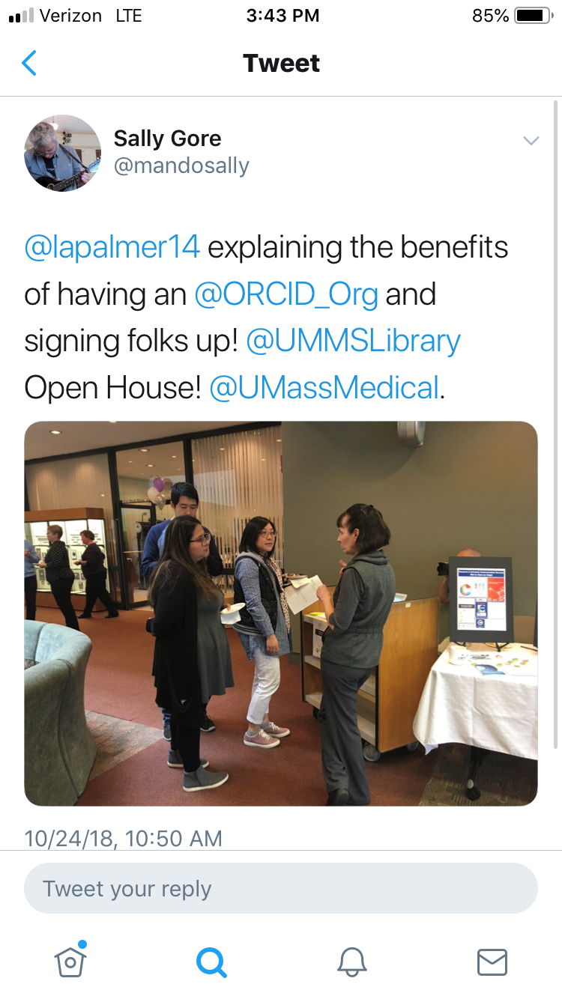 Verizon LTE 3:43 PM 85%
Tweet
Sally Gore
@mandosally
@lapalmer14 explaining the benefits
of having an @ORCID_Org and
signing folks up! @UMMSLibrary
Open House! @UMassMedical.
10/24/18, 10:50 AM
Tweet your reply